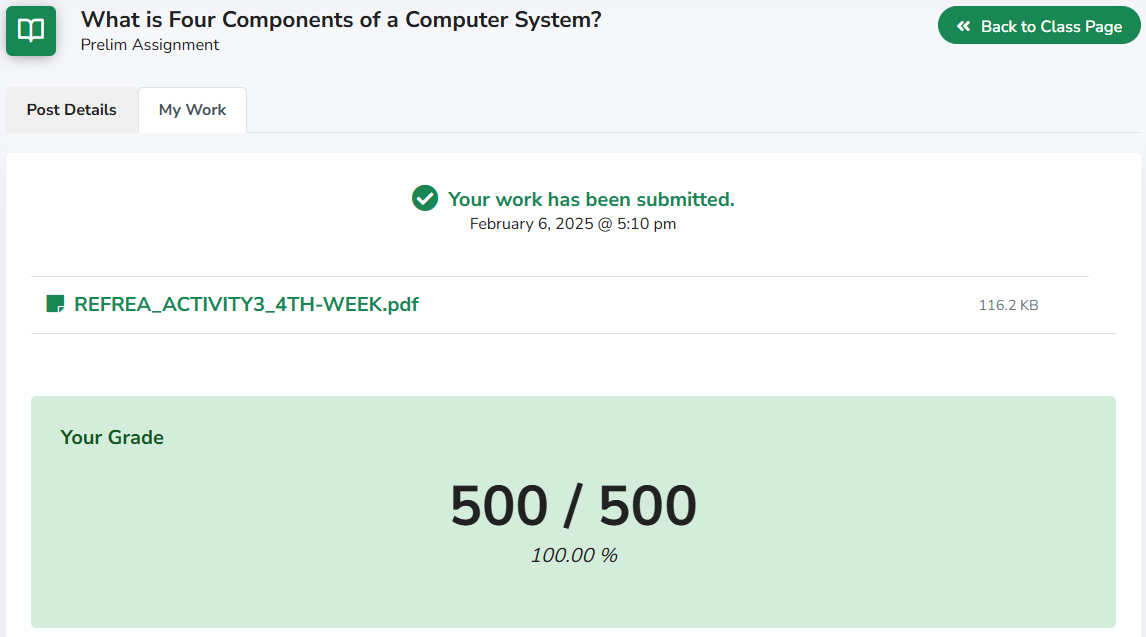 What is Four Components of a Computer System?
Prelim Assignment
Back to Class Page
Post Details
My Work
Your work has been submitted.
February 6, 2025 @ 5:10 pm
REFREA_ACTIVITY3_4TH-WEEK.pdf
116.2 KB
Your Grade
500 / 500
100.00 %